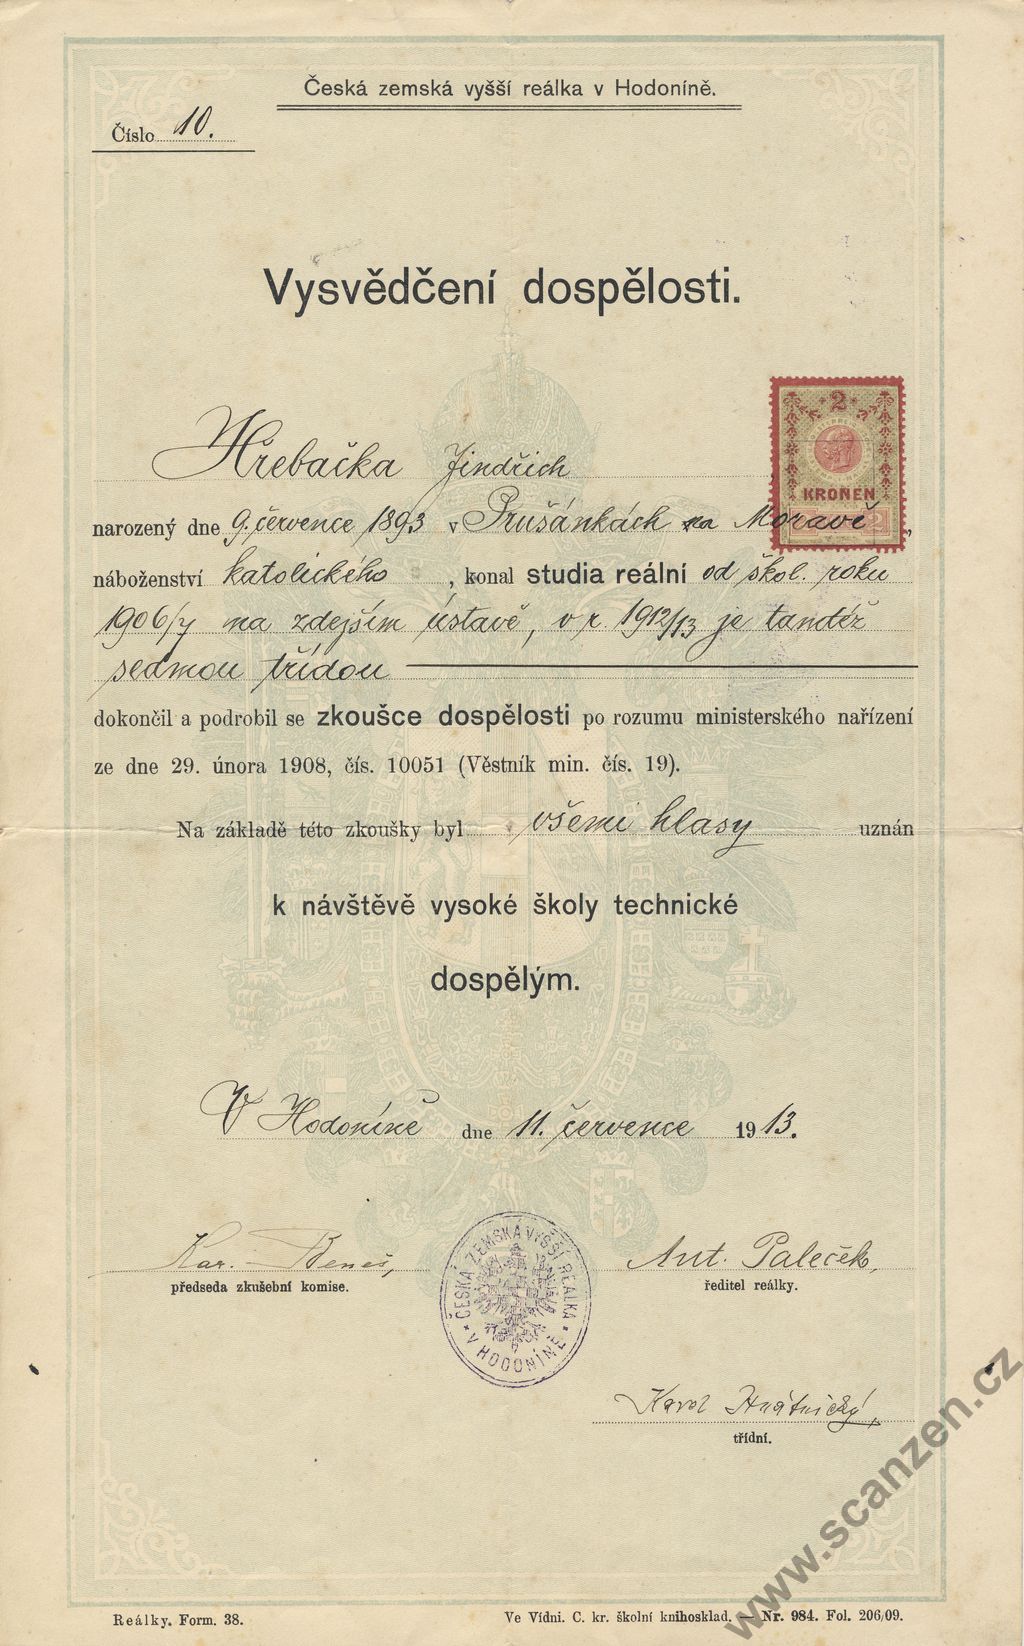 Česká zemská vyšší reálka v Hodoníně.
Číslo 10.
Vysvědčení dospělosti.
2
KRONEN
Hřebačka Jindřich
narozený dne 9. července 1893 v Prušánkách na Moravě,
náboženství katolického, konal studia reální od škol. roku
1906/7 na zdejším ústavě, v r. 1912/13 je tamtéž
sedmou třídou
dokončil a podrobil se zkoušce dospělosti po rozumu ministerského nařízení
ze dne 29. února 1908, čís. 10051 (Věstník min. čís. 19).
Na základě této zkoušky byl všemi hlasy uznán
k návštěvě vysoké školy technické
dospělým.
V Hodoníně dne 11. července 1913.
Kar. Beneš,
předseda zkušební komise.
Ant. Paleček,
ředitel reálky.
ČESKÁ ZEMSKÁ VYŠŠÍ REÁLKA
* V HODONÍNĚ *
Karel Hnátnický,
třídní.
Reálky. Form. 38.
Ve Vídni. C. kr. školní knihosklad. — Nr. 984. Fol. 206/09.
www.scanzen.cz